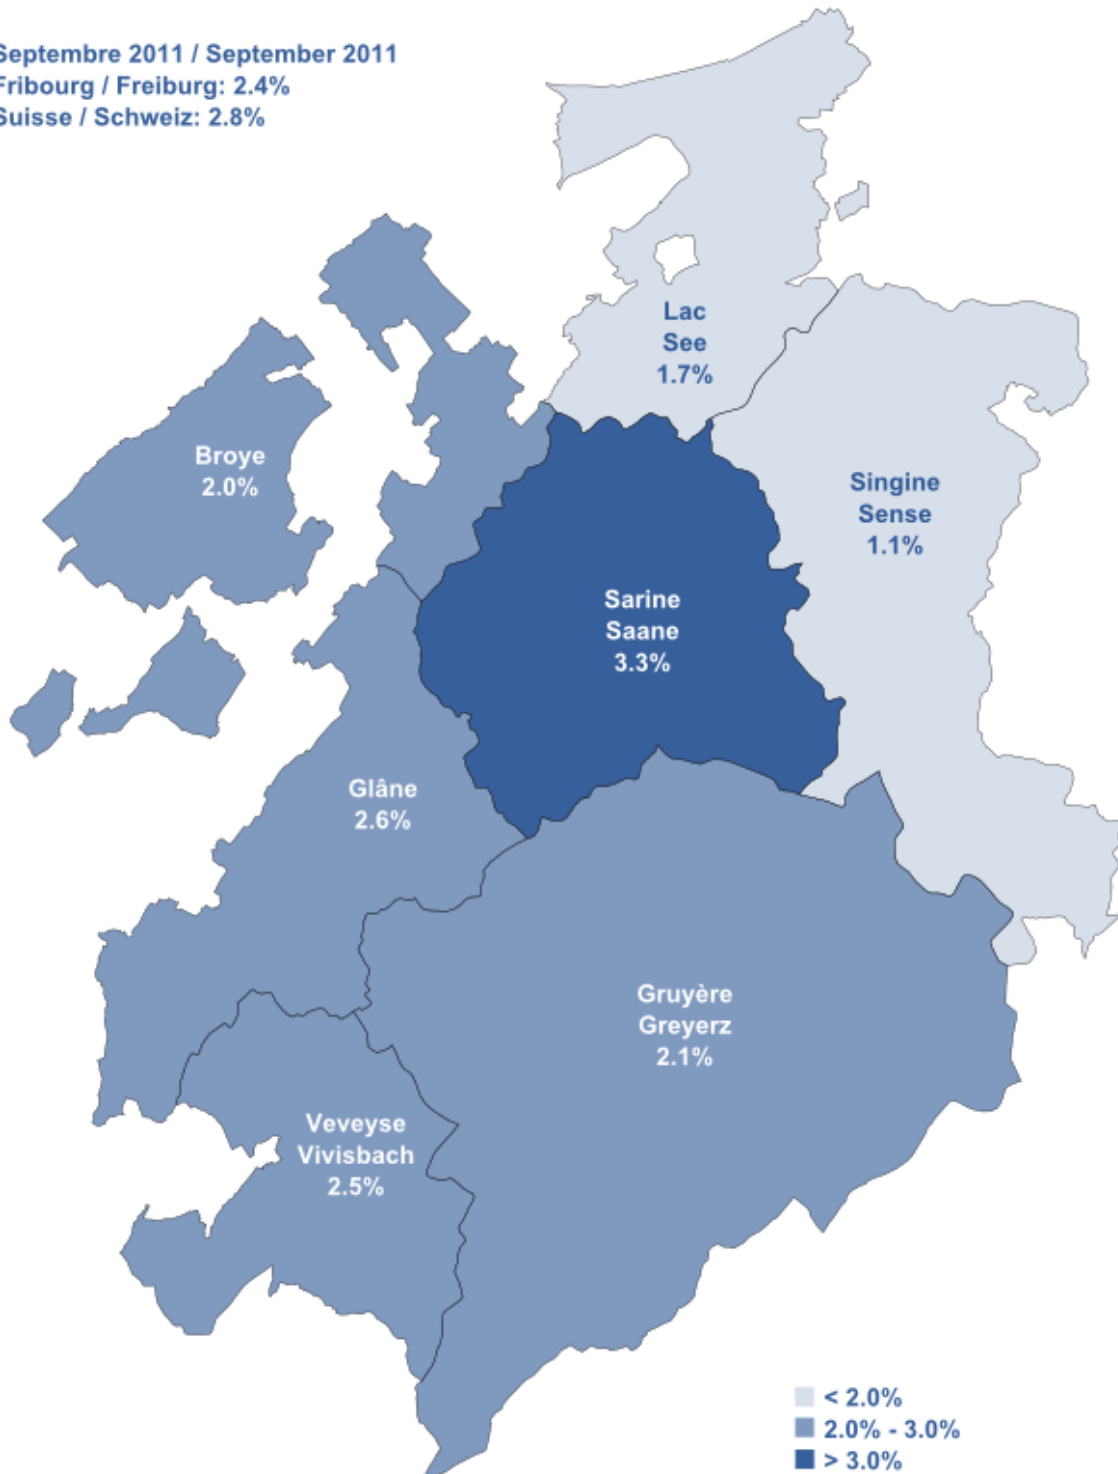 Septembre 2011 / September 2011
Fribourg / Freiburg: 2.4%
Suisse / Schweiz: 2.8%
Lac
See
1.7%
Broye
2.0%
Singine
Sense
1.1%
Sarine
Saane
3.3%
Glâne
2.6%
Gruyère
Greyerz
2.1%
Veveyse
Vivisbach
2.5%
< 2.0%
2.0% - 3.0%
> 3.0%